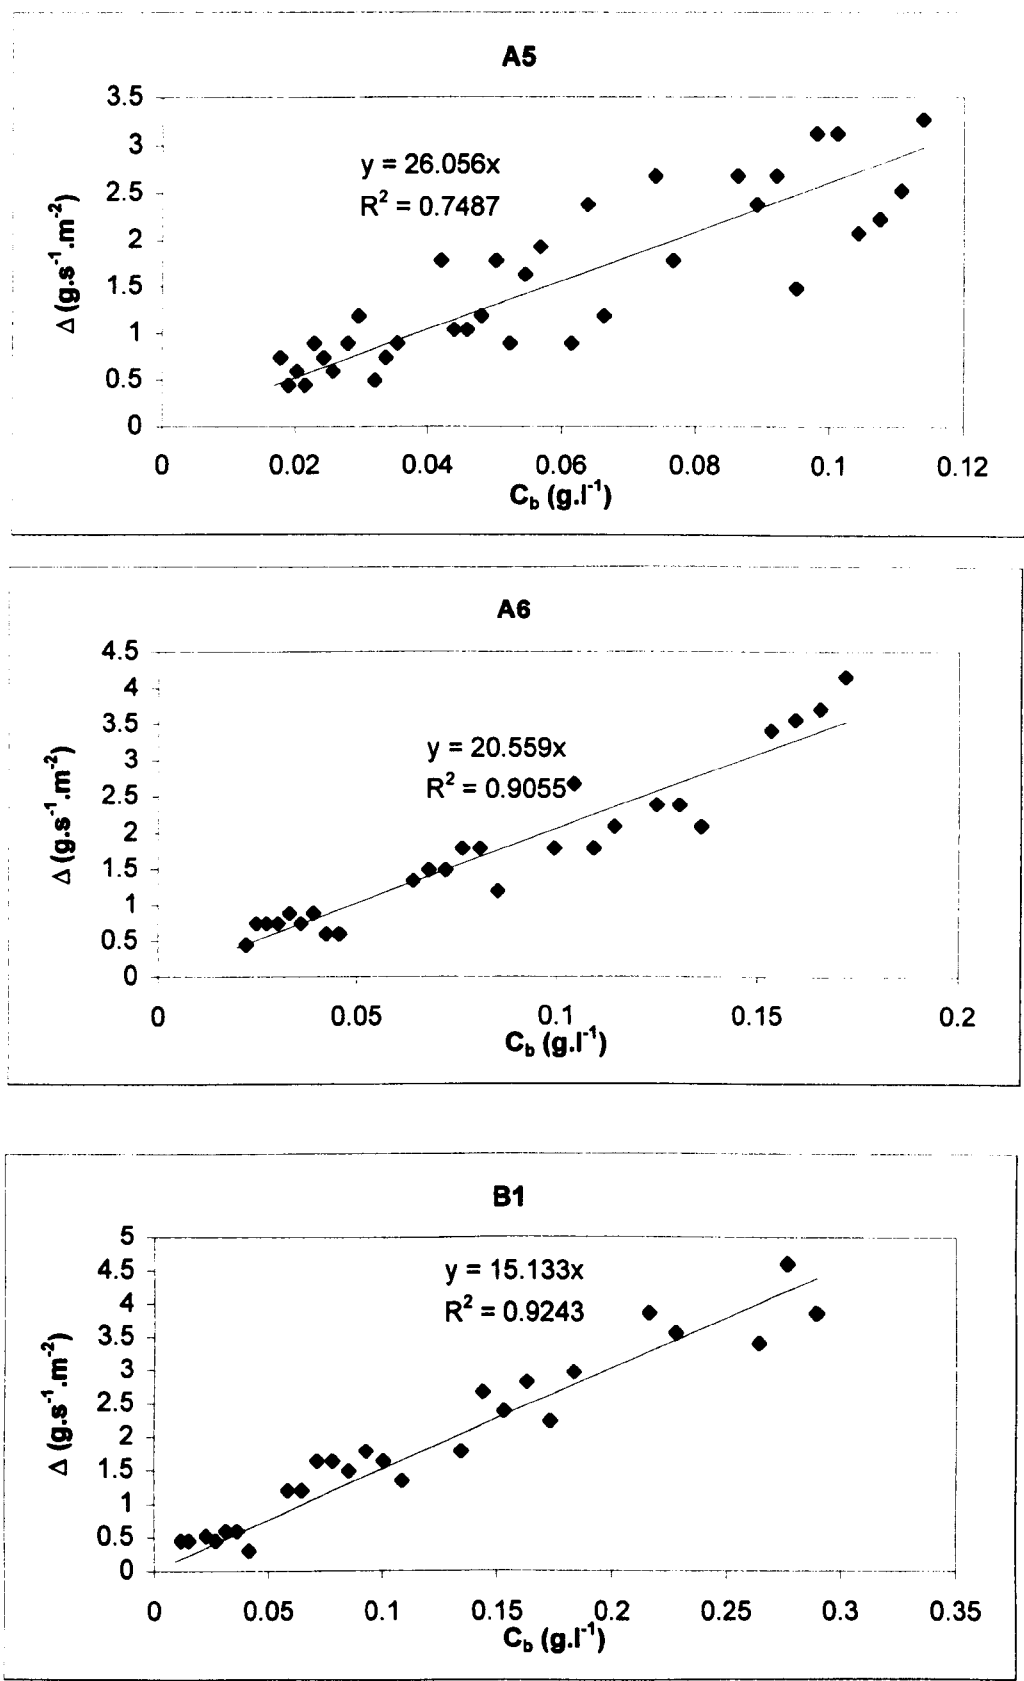 A5
3.5
3
2.5
2
1.5
1
0.5
0
y = 26.056x
R² = 0.7487
Δ (g.s⁻¹.m⁻²)
0 0.02 0.04 0.06 0.08 0.1 0.12
C_b (g.l⁻¹)
A6
4.5
4
3.5
3
2.5
2
1.5
1
0.5
0
y = 20.559x
R² = 0.9055
Δ (g.s⁻¹.m⁻²)
0 0.05 0.1 0.15 0.2
C_b (g.l⁻¹)
B1
5
4.5
4
3.5
3
2.5
2
1.5
1
0.5
0
y = 15.133x
R² = 0.9243
Δ (g.s⁻¹.m⁻²)
0 0.05 0.1 0.15 0.2 0.25 0.3 0.35
C_b (g.l⁻¹)